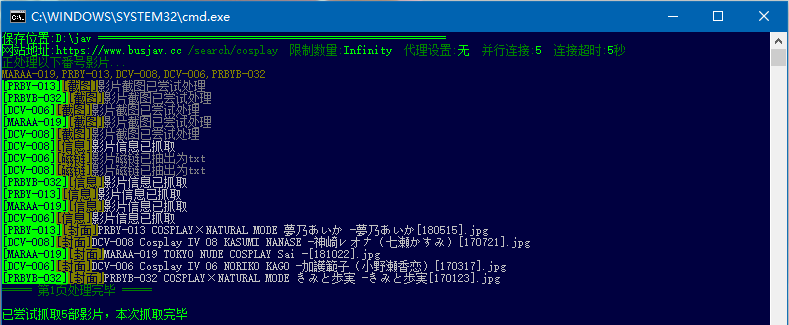 C:\WINDOWS\SYSTEM32\cmd.exe
保存位置:D:\jav
网站地址:https://www.busjav.cc /search/cosplay 限制数量:Infinity 代理设置:无 并行连接:5 连接超时:5秒
正处理以下番号影片...
MARAA-019,PRBY-013,DCV-008,DCV-006,PRBYB-032
[PRBY-013][截图]影片截图已尝试处理
[PRBYB-032][截图]影片截图已尝试处理
[DCV-006][截图]影片截图已尝试处理
[MARAA-019][截图]影片截图已尝试处理
[DCV-008][截图]影片截图已尝试处理
[DCV-008][信息]影片信息已抓取
[DCV-006][磁链]影片磁链已抽出为txt
[DCV-008][磁链]影片磁链已抽出为txt
[PRBYB-032][信息]影片信息已抓取
[PRBY-013][信息]影片信息已抓取
[MARAA-019][信息]影片信息已抓取
[DCV-006][信息]影片信息已抓取
[PRBY-013][封面]PRBY-013 COSPLAY×NATURAL MODE 夢乃あいか -夢乃あいか[180515].jpg
[DCV-008][封面]DCV-008 Cosplay IV 08 KASUMI NANASE -神崎レオナ（七瀬かすみ）[170721].jpg
[MARAA-019][封面]MARAA-019 TOKYO NUDE COSPLAY Sai -[181022].jpg
[DCV-006][封面]DCV-006 Cosplay IV 06 NORIKO KAGO -加護範子（小野瀬香恋）[170317].jpg
[PRBYB-032][封面]PRBYB-032 COSPLAY×NATURAL MODE きみと歩実 -きみと歩実[170123].jpg
第1页处理完毕
已尝试抓取5部影片，本次抓取完毕